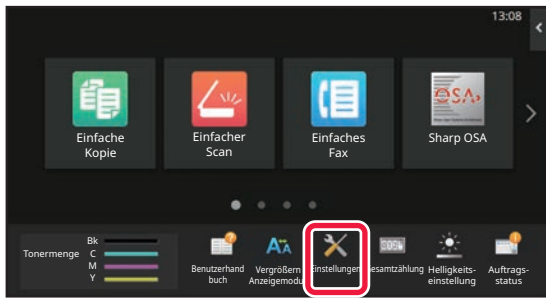 13:08
Einfache
Kopie
Einfacher
Scan
Einfaches
Fax
OSA
Sharp OSA
Tonermenge
Bk
C
M
Y
Benutzerhand
buch
Vergrößern
Anzeigemodu
Einstellungen
esamtzählung
Helligkeits-
einstellung
Auftrags-
status